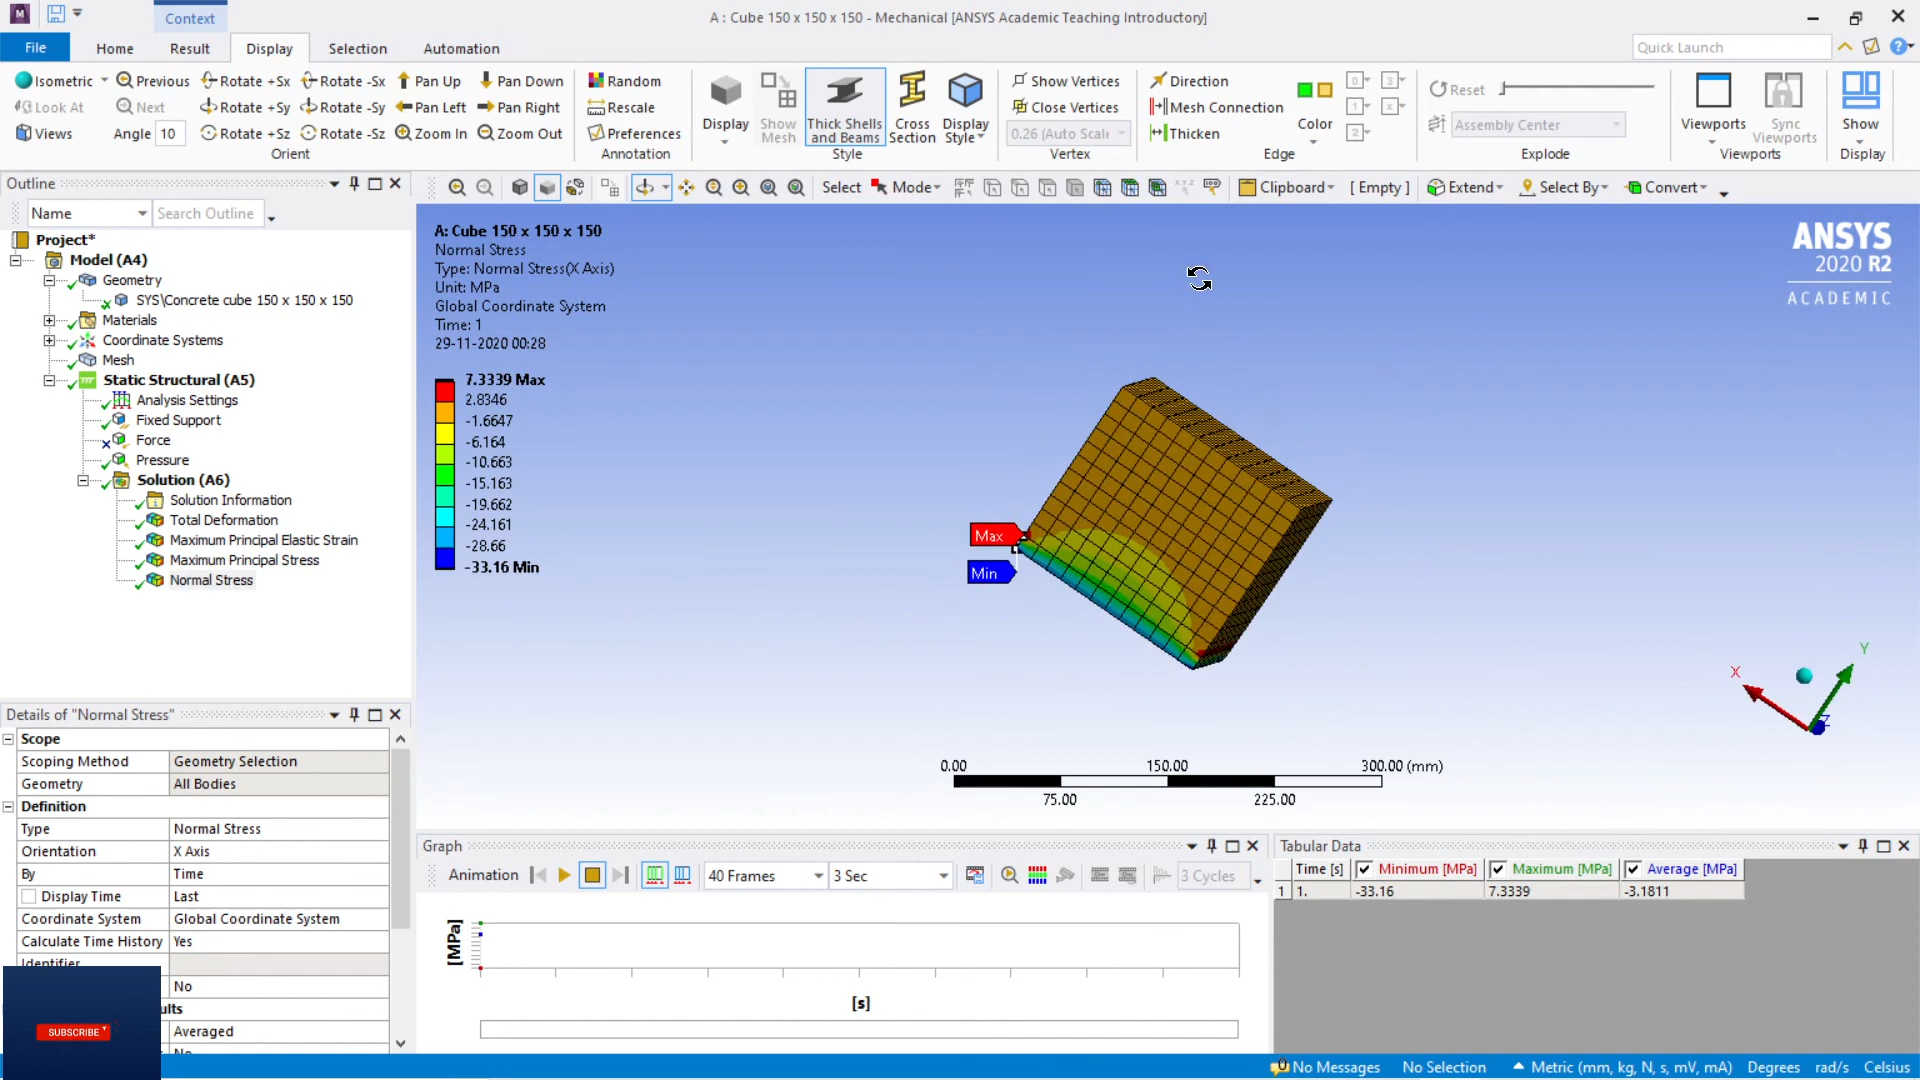 Context
A : Cube 150 x 150 x 150 - Mechanical [ANSYS Academic Teaching Introductory]
File Home Result Display Selection Automation Quick Launch
Isometric Previous Rotate +Sx Rotate -Sx Pan Up Pan Down Random Show Vertices Direction Reset
Look At Next Rotate +Sy Rotate -Sy Pan Left Pan Right Rescale Close Vertices Mesh Connection
Views Angle 10 Rotate +Sz Rotate -Sz Zoom In Zoom Out Preferences 0.26 (Auto Scale Thicken Assembly Center
Display Show Mesh Thick Shells and Beams Cross Section Display Style Color Viewports Sync Viewports Show
Orient Annotation Style Vertex Edge Explode Viewports Display
Outline
Name Search Outline
Select Mode Clipboard [ Empty ] Extend Select By Convert
Project*
Model (A4)
Geometry
SYS\Concrete cube 150 x 150 x 150
Materials
Coordinate Systems
Mesh
Static Structural (A5)
Analysis Settings
Fixed Support
Force
Pressure
Solution (A6)
Solution Information
Total Deformation
Maximum Principal Elastic Strain
Maximum Principal Stress
Normal Stress
A: Cube 150 x 150 x 150
Normal Stress
Type: Normal Stress(X Axis)
Unit: MPa
Global Coordinate System
Time: 1
29-11-2020 00:28
7.3339 Max
2.8346
-1.6647
-6.164
-10.663
-15.163
-19.662
-24.161
-28.66
-33.16 Min
ANSYS
2020 R2
ACADEMIC
Max
Min
X
Y
Z
0.00 150.00 300.00 (mm)
75.00 225.00
Details of "Normal Stress"
Scope
Scoping Method Geometry Selection
Geometry All Bodies
Definition
Type Normal Stress
Orientation X Axis
By Time
Display Time Last
Coordinate System Global Coordinate System
Calculate Time History Yes
Identifier
No
ults
Averaged
No
SUBSCRIBE
Graph
Animation 40 Frames 3 Sec 3 Cycles
[MPa]
[s]
Tabular Data
Time [s] Minimum [MPa] Maximum [MPa] Average [MPa]
1 1. -33.16 7.3339 -3.1811
0 No Messages No Selection Metric (mm, kg, N, s, mV, mA) Degrees rad/s Celsius